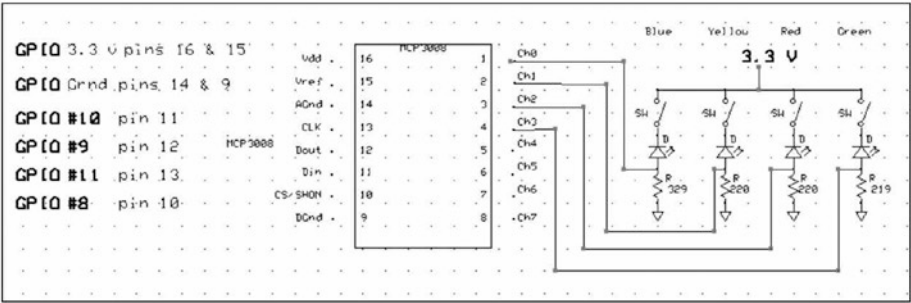 Blue Yellow Red Green
3.3 V
GPIO 3.3 v pins 16 & 15
GPIO Grnd pins 14 & 9
GPIO #10 pin 11
GPIO #9 pin 12
GPIO #11 pin 13
GPIO #8 pin 10
MCP3008
MCP3008
Vdd 16 1 Ch0
Vref 15 2 Ch1
AGnd 14 3 Ch2
CLK 13 4 Ch3
Dout 12 5 Ch4
Din 11 6 Ch5
CS/SHDN 10 7 Ch6
DGnd 9 8 Ch7
SW SW SW SW
D D D D
R R R R
329 220 220 219